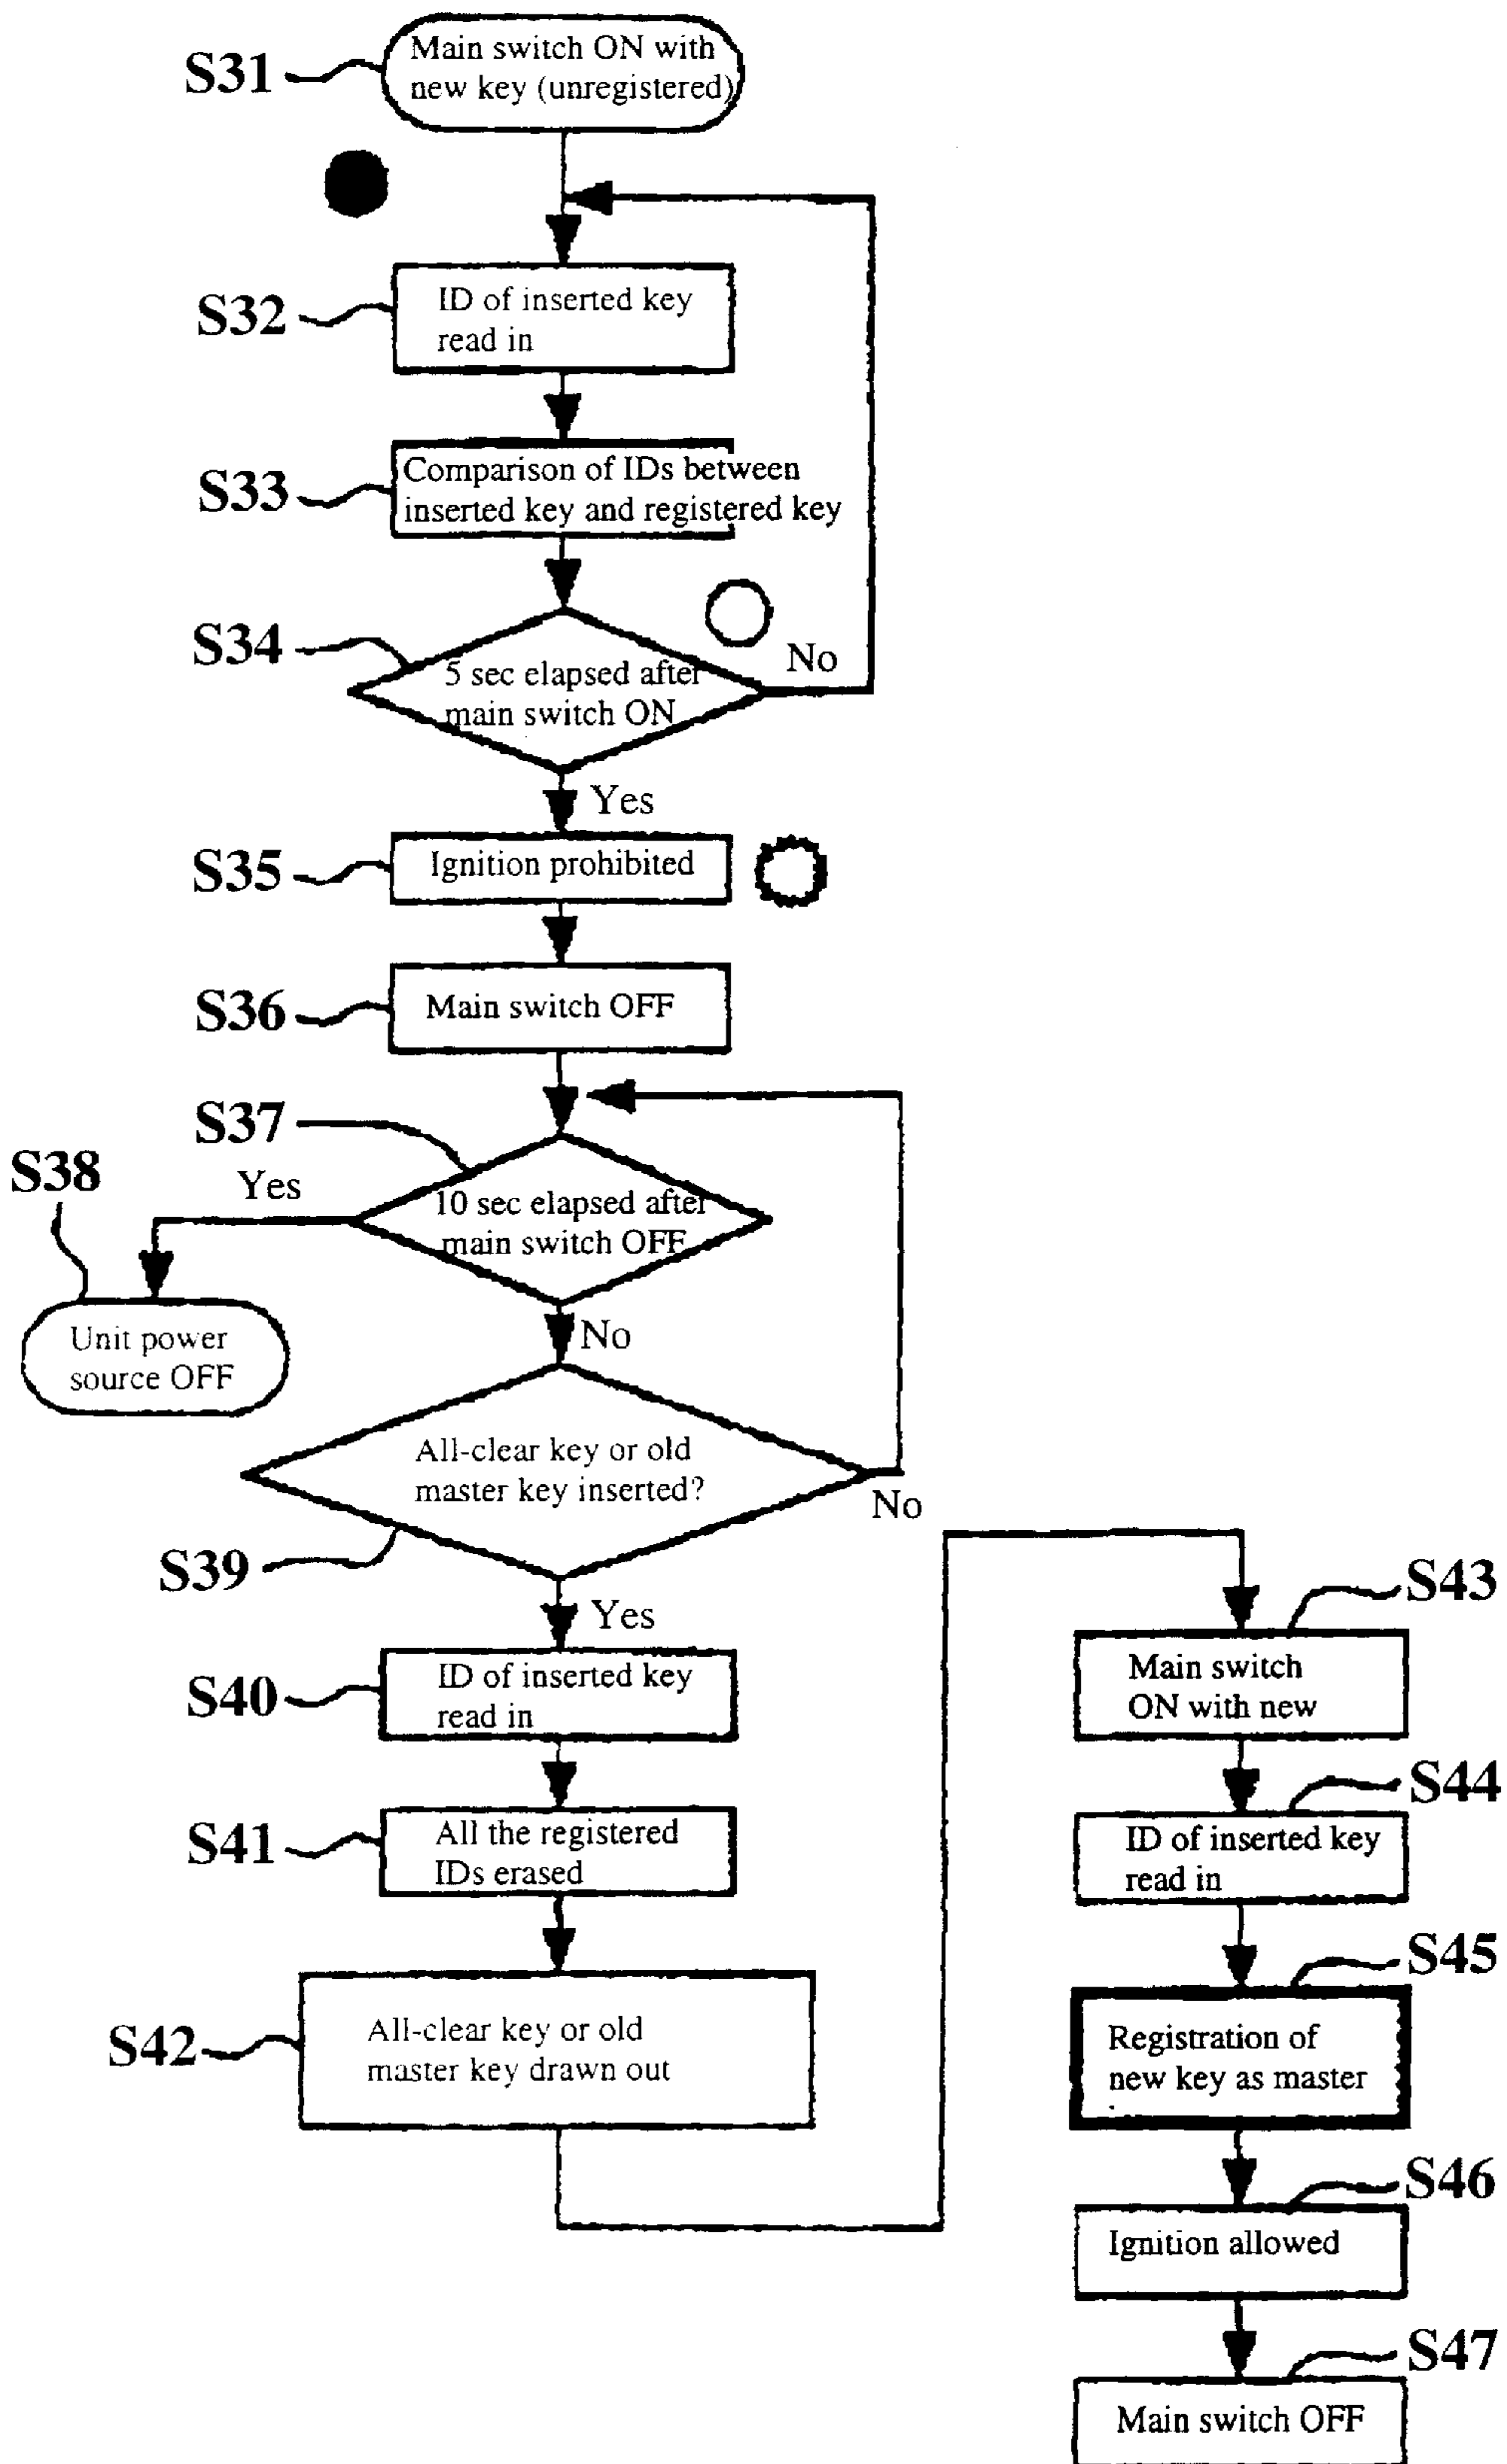 S31
Main switch ON with
new key (unregistered)
S32
ID of inserted key
read in
S33
Comparison of IDs between
inserted key and registered key
S34
5 sec elapsed after
main switch ON
No
Yes
S35
Ignition prohibited
S36
Main switch OFF
S37
10 sec elapsed after
main switch OFF
Yes
S38
Unit power
source OFF
No
All-clear key or old
master key inserted?
No
S39
Yes
S40
ID of inserted key
read in
S41
All the registered
IDs erased
S42
All-clear key or old
master key drawn out
S43
Main switch
ON with new
S44
ID of inserted key
read in
S45
Registration of
new key as master
S46
Ignition allowed
S47
Main switch OFF